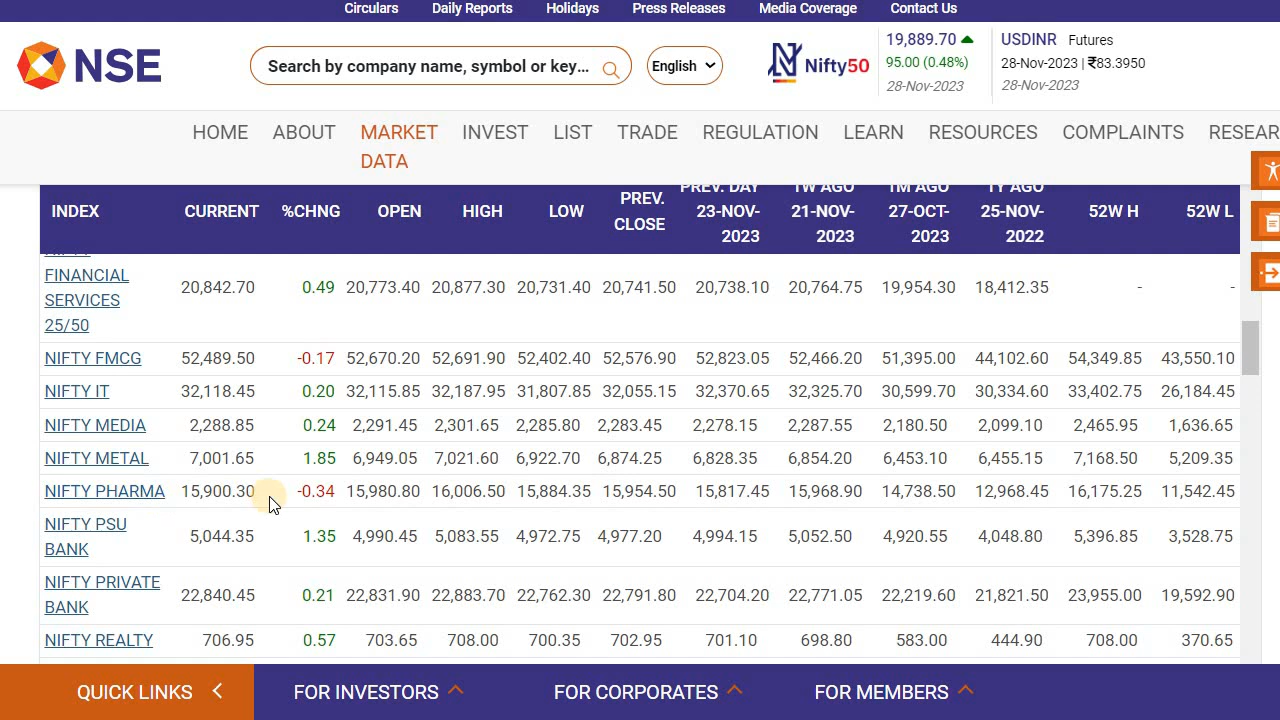 Circulars Daily Reports Holidays Press Releases Media Coverage Contact Us
NSE
Search by company name, symbol or key...
English
Nifty50
19,889.70
95.00 (0.48%)
28-Nov-2023
USDINR Futures
28-Nov-2023 | ₹83.3950
28-Nov-2023
HOME ABOUT MARKET DATA INVEST LIST TRADE REGULATION LEARN RESOURCES COMPLAINTS RESEAR
INDEX CURRENT %CHNG OPEN HIGH LOW PREV. CLOSE PREV. DAY 23-NOV-2023 1W AGO 21-NOV-2023 1M AGO 27-OCT-2023 1Y AGO 25-NOV-2022 52W H 52W L
FINANCIAL SERVICES 25/50 20,842.70 0.49 20,773.40 20,877.30 20,731.40 20,741.50 20,738.10 20,764.75 19,954.30 18,412.35 - -
NIFTY FMCG 52,489.50 -0.17 52,670.20 52,691.90 52,402.40 52,576.90 52,823.05 52,466.20 51,395.00 44,102.60 54,349.85 43,550.10
NIFTY IT 32,118.45 0.20 32,115.85 32,187.95 31,807.85 32,055.15 32,370.65 32,325.70 30,599.70 30,334.60 33,402.75 26,184.45
NIFTY MEDIA 2,288.85 0.24 2,291.45 2,301.65 2,285.80 2,283.45 2,278.15 2,287.55 2,180.50 2,099.10 2,465.95 1,636.65
NIFTY METAL 7,001.65 1.85 6,949.05 7,021.60 6,922.70 6,874.25 6,828.35 6,854.20 6,453.10 6,455.15 7,168.50 5,209.35
NIFTY PHARMA 15,900.30 -0.34 15,980.80 16,006.50 15,884.35 15,954.50 15,817.45 15,968.90 14,738.50 12,968.45 16,175.25 11,542.45
NIFTY PSU BANK 5,044.35 1.35 4,990.45 5,083.55 4,972.75 4,977.20 4,994.15 5,052.50 4,920.55 4,048.80 5,396.85 3,528.75
NIFTY PRIVATE BANK 22,840.45 0.21 22,831.90 22,883.70 22,762.30 22,791.80 22,704.20 22,771.05 22,219.60 21,821.50 23,955.00 19,592.90
NIFTY REALTY 706.95 0.57 703.65 708.00 700.35 702.95 701.10 698.80 583.00 444.90 708.00 370.65
QUICK LINKS FOR INVESTORS FOR CORPORATES FOR MEMBERS